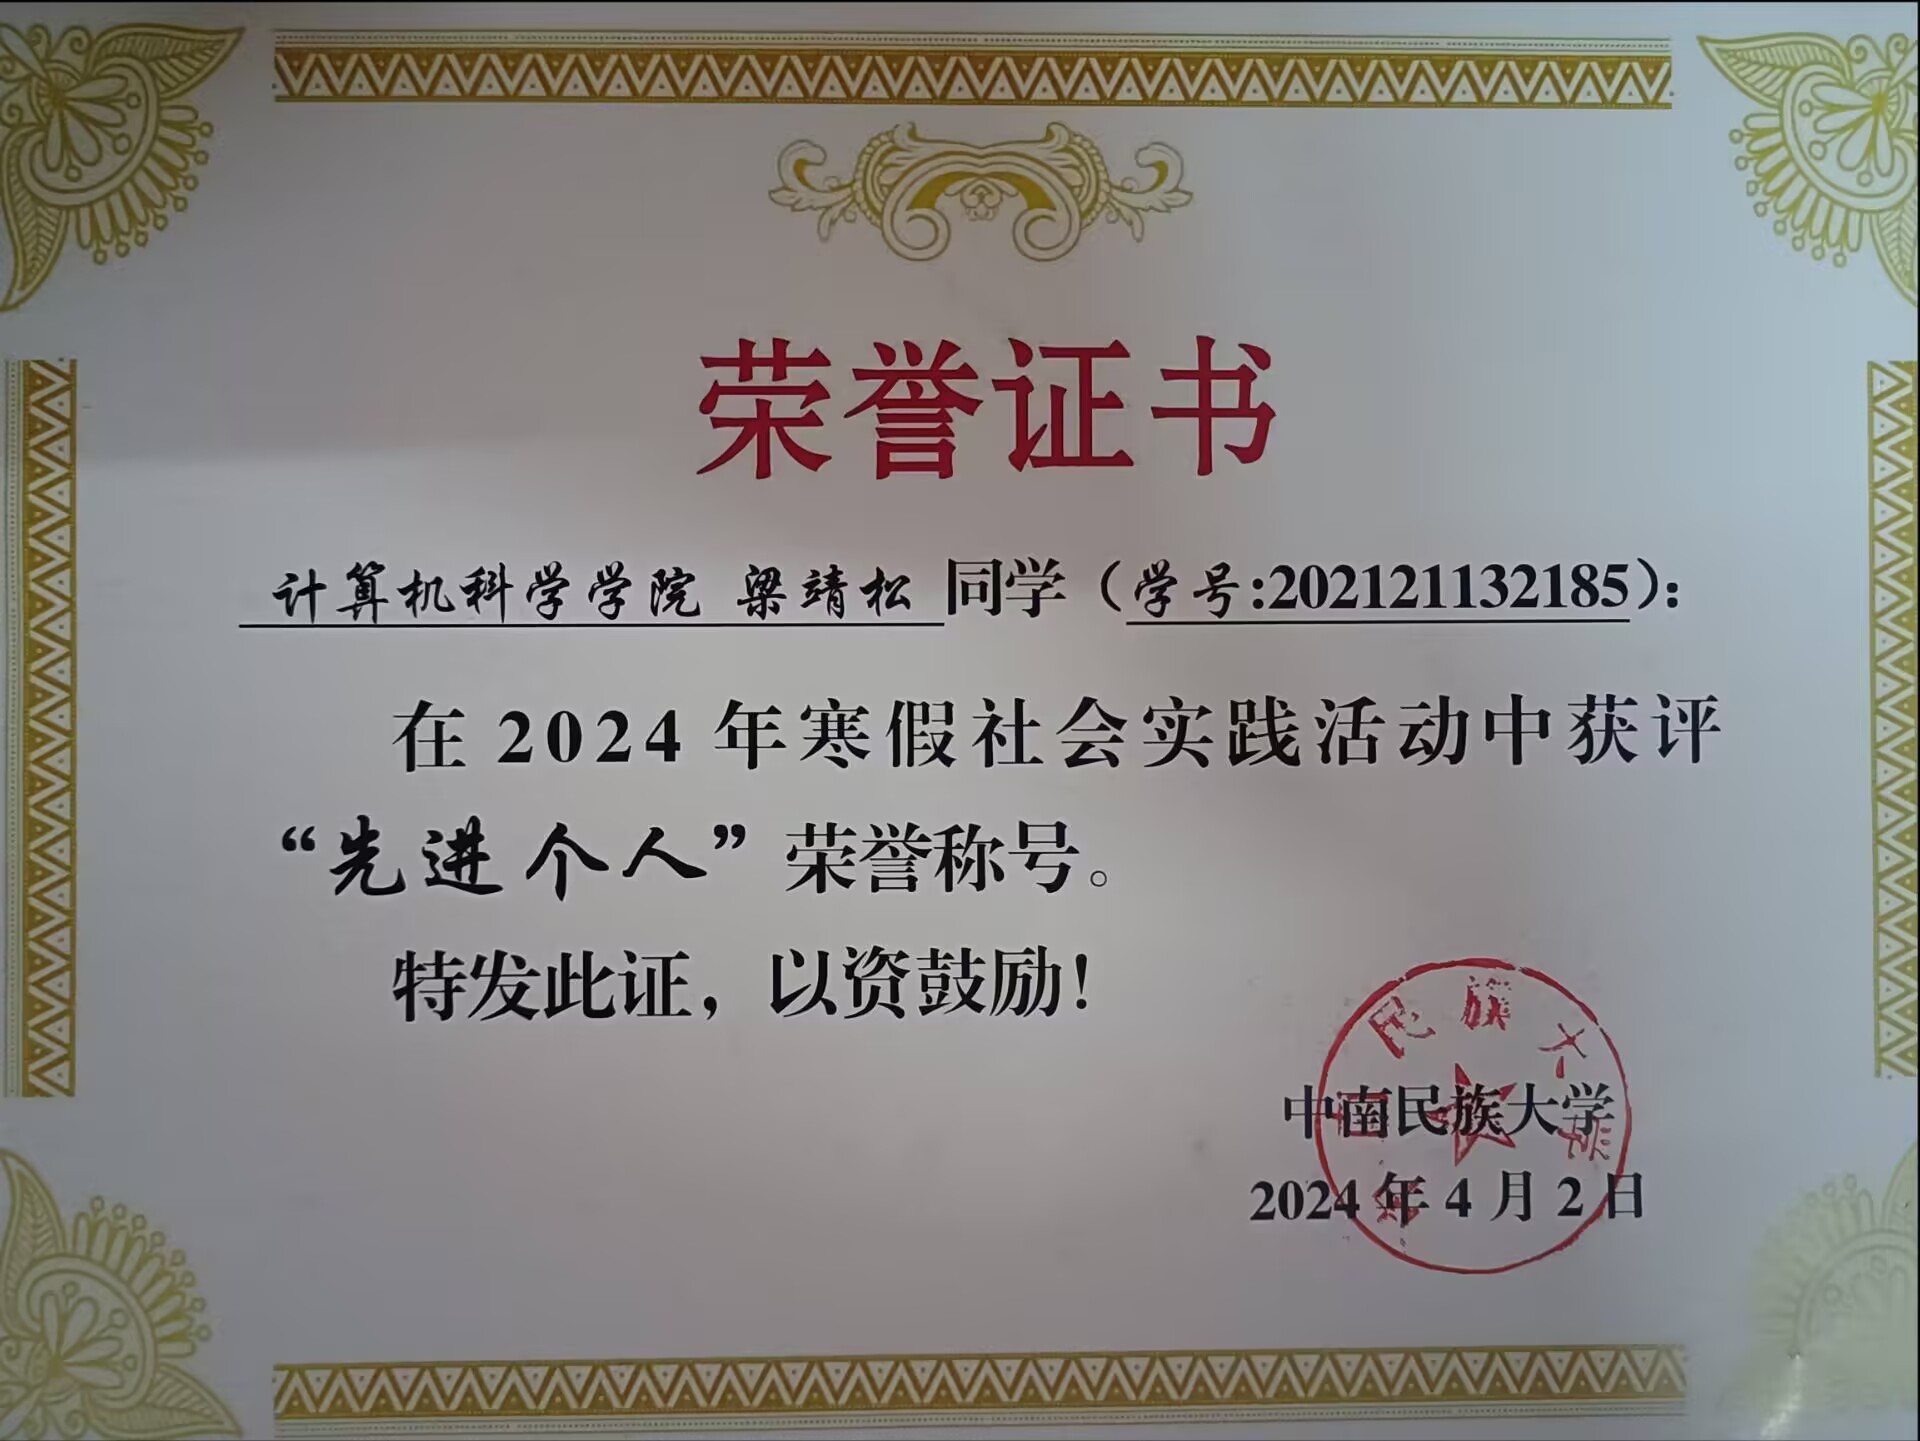 荣誉证书
计算机科学学院 梁靖松同学（学号:202121132185）：
在 2024 年寒假社会实践活动中获评
“先进个人”荣誉称号。
特发此证，以资鼓励！
民族大
中南民族大学
2024 年 4 月 2 日